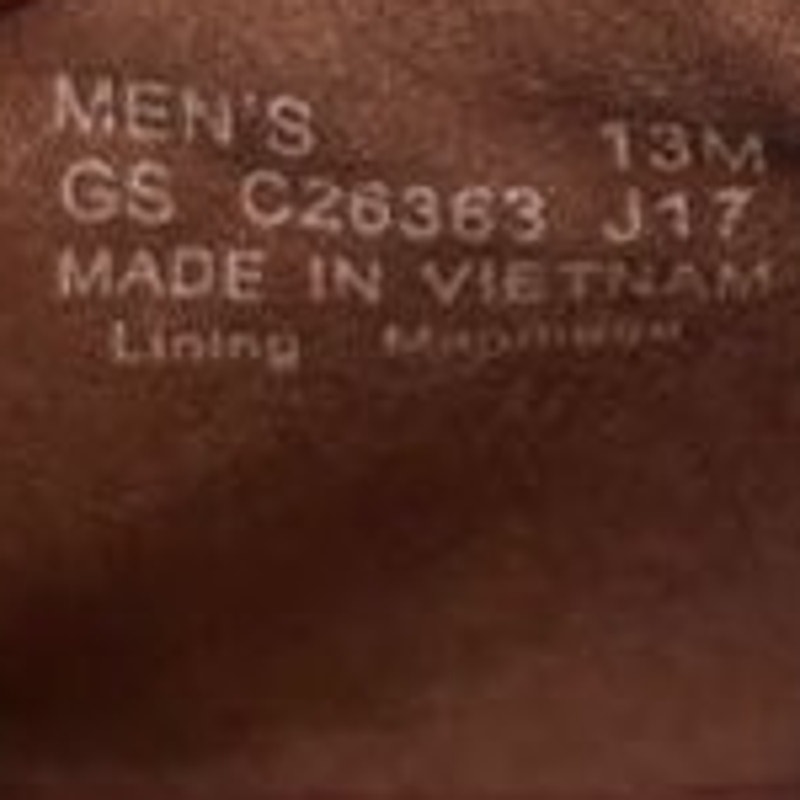 MEN'S 13M
GS C26363 J17
MADE IN VIETNAM
Lining